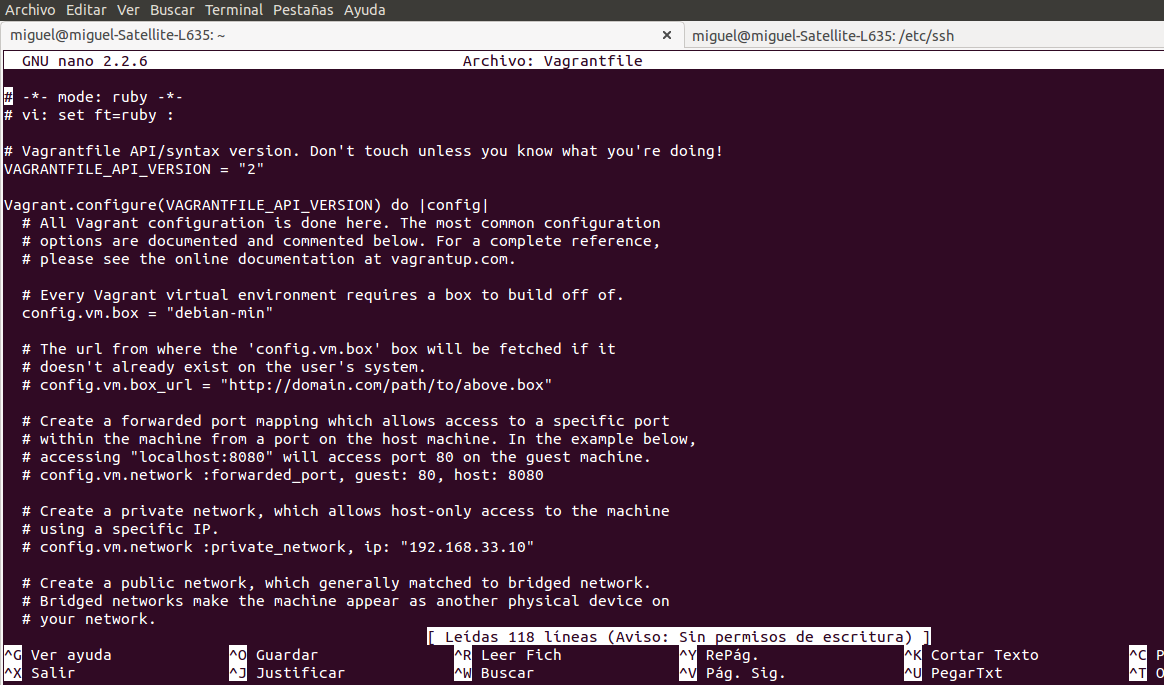 Archivo Editar Ver Buscar Terminal Pestañas Ayuda
miguel@miguel-Satellite-L635: ~ × miguel@miguel-Satellite-L635: /etc/ssh
GNU nano 2.2.6 Archivo: Vagrantfile
# -*- mode: ruby -*-
# vi: set ft=ruby :
# Vagrantfile API/syntax version. Don't touch unless you know what you're doing!
VAGRANTFILE_API_VERSION = "2"
Vagrant.configure(VAGRANTFILE_API_VERSION) do |config|
# All Vagrant configuration is done here. The most common configuration
# options are documented and commented below. For a complete reference,
# please see the online documentation at vagrantup.com.
# Every Vagrant virtual environment requires a box to build off of.
config.vm.box = "debian-min"
# The url from where the 'config.vm.box' box will be fetched if it
# doesn't already exist on the user's system.
# config.vm.box_url = "http://domain.com/path/to/above.box"
# Create a forwarded port mapping which allows access to a specific port
# within the machine from a port on the host machine. In the example below,
# accessing "localhost:8080" will access port 80 on the guest machine.
# config.vm.network :forwarded_port, guest: 80, host: 8080
# Create a private network, which allows host-only access to the machine
# using a specific IP.
# config.vm.network :private_network, ip: "192.168.33.10"
# Create a public network, which generally matched to bridged network.
# Bridged networks make the machine appear as another physical device on
# your network.
[ Leídas 118 líneas (Aviso: Sin permisos de escritura) ]
^G Ver ayuda ^O Guardar ^R Leer Fich ^Y RePág. ^K Cortar Texto ^C P
^X Salir ^J Justificar ^W Buscar ^V Pág. Sig. ^U PegarTxt ^T O